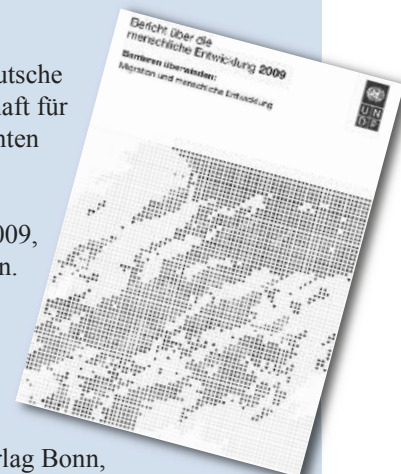 utsche
aft für
nten
009,
n.
rlag Bonn,
Bericht über die
menschliche Entwicklung 2009
Barrieren überwinden:
Migration und menschliche Entwicklung
U N
D P